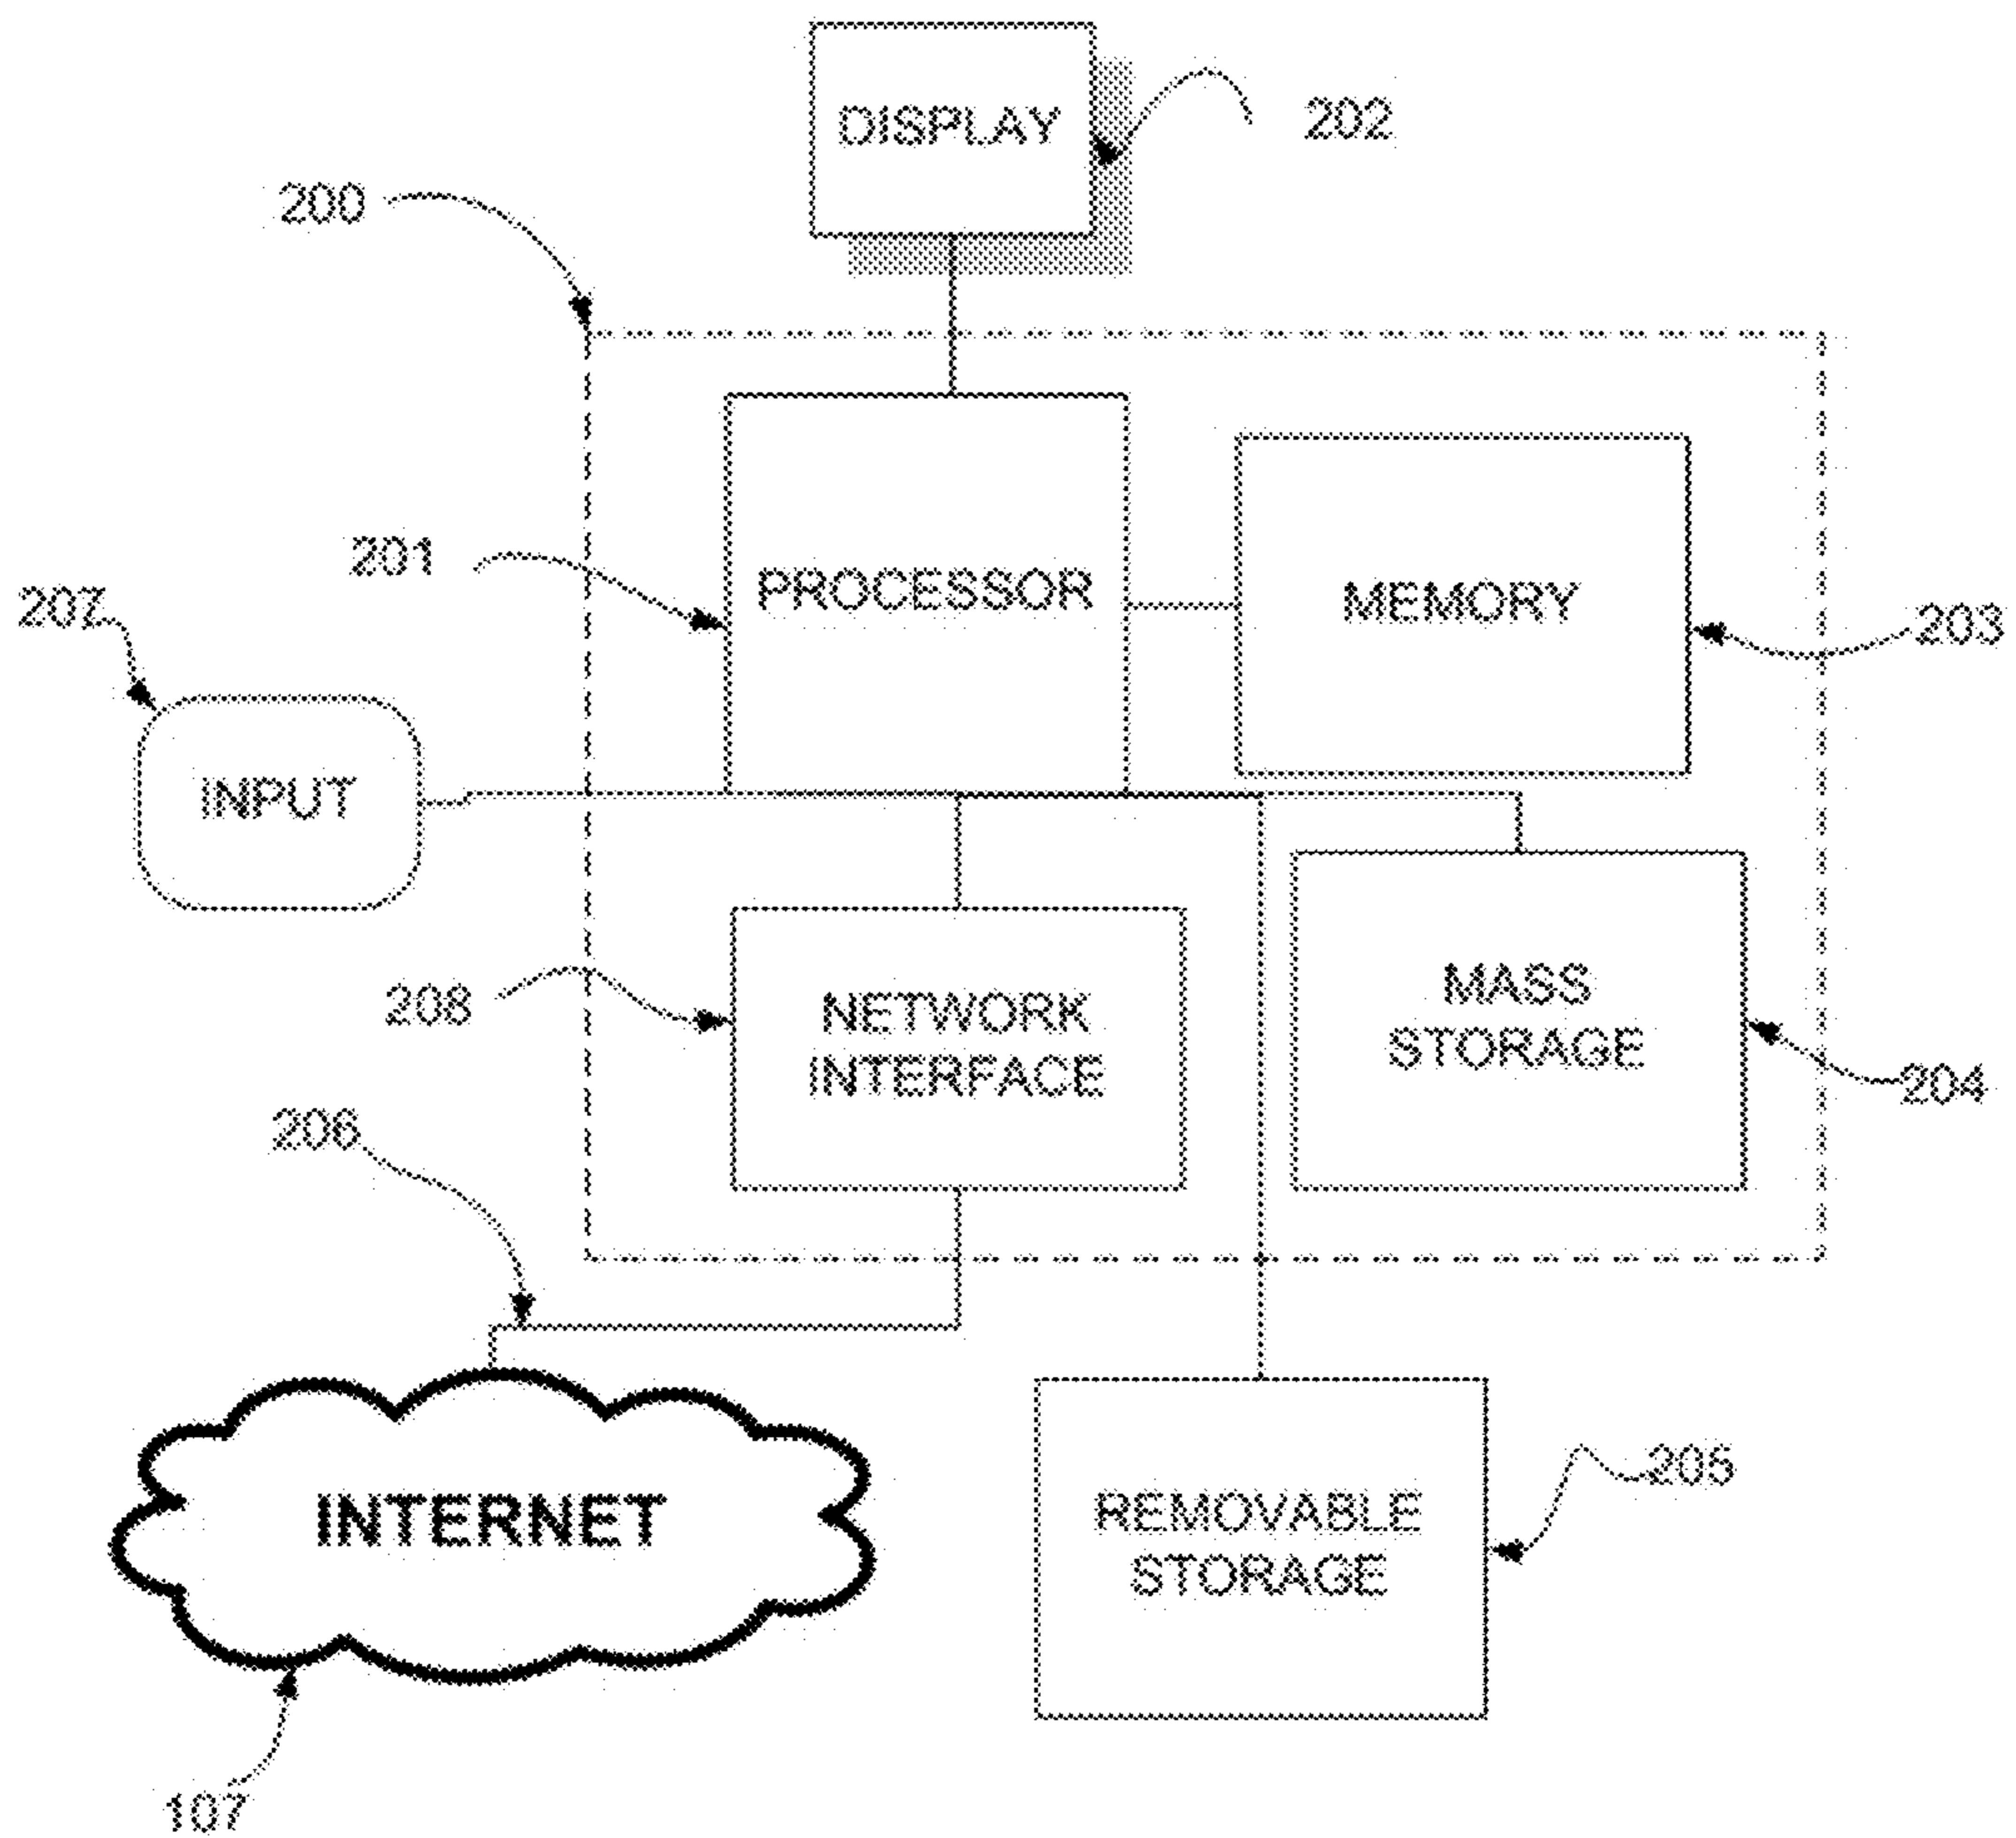 DISPLAY
202
200
201
PROCESSOR
MEMORY
207
203
INPUT
208
NETWORK
INTERFACE
MASS
STORAGE
204
206
INTERNET
REMOVABLE
STORAGE
205
107